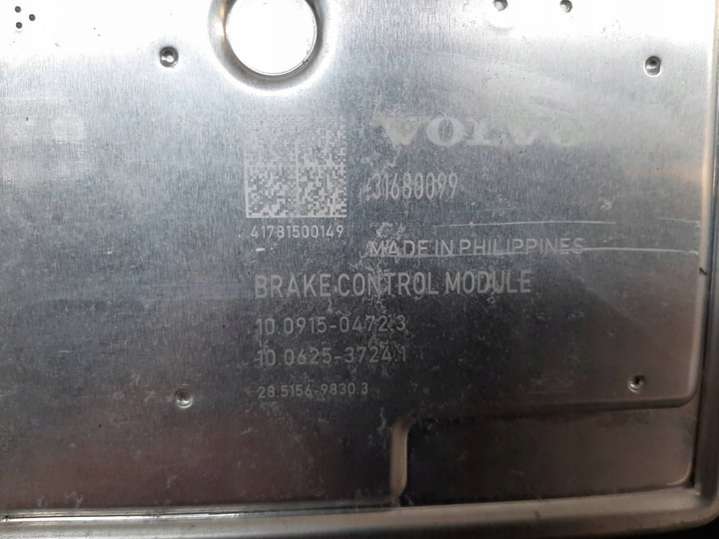 VOLVO
31680099
41781500149
MADE IN PHILIPPINES
BRAKE CONTROL MODULE
10.0915-0472.3
10.0625-3724.1
28.5156-9830.3